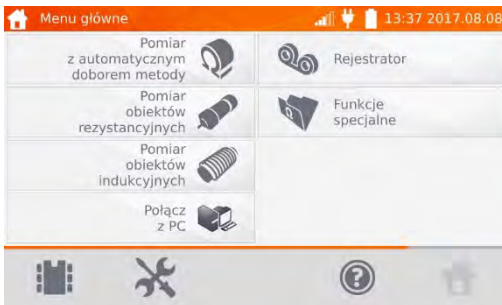 Menu główne
13:37 2017.08.08
Pomiar
z automatycznym
doborem metody
Rejestrator
Pomiar
obiektów
rezystancyjnych
Funkcje
specjalne
Pomiar
obiektów
indukcyjnych
Połącz
z PC